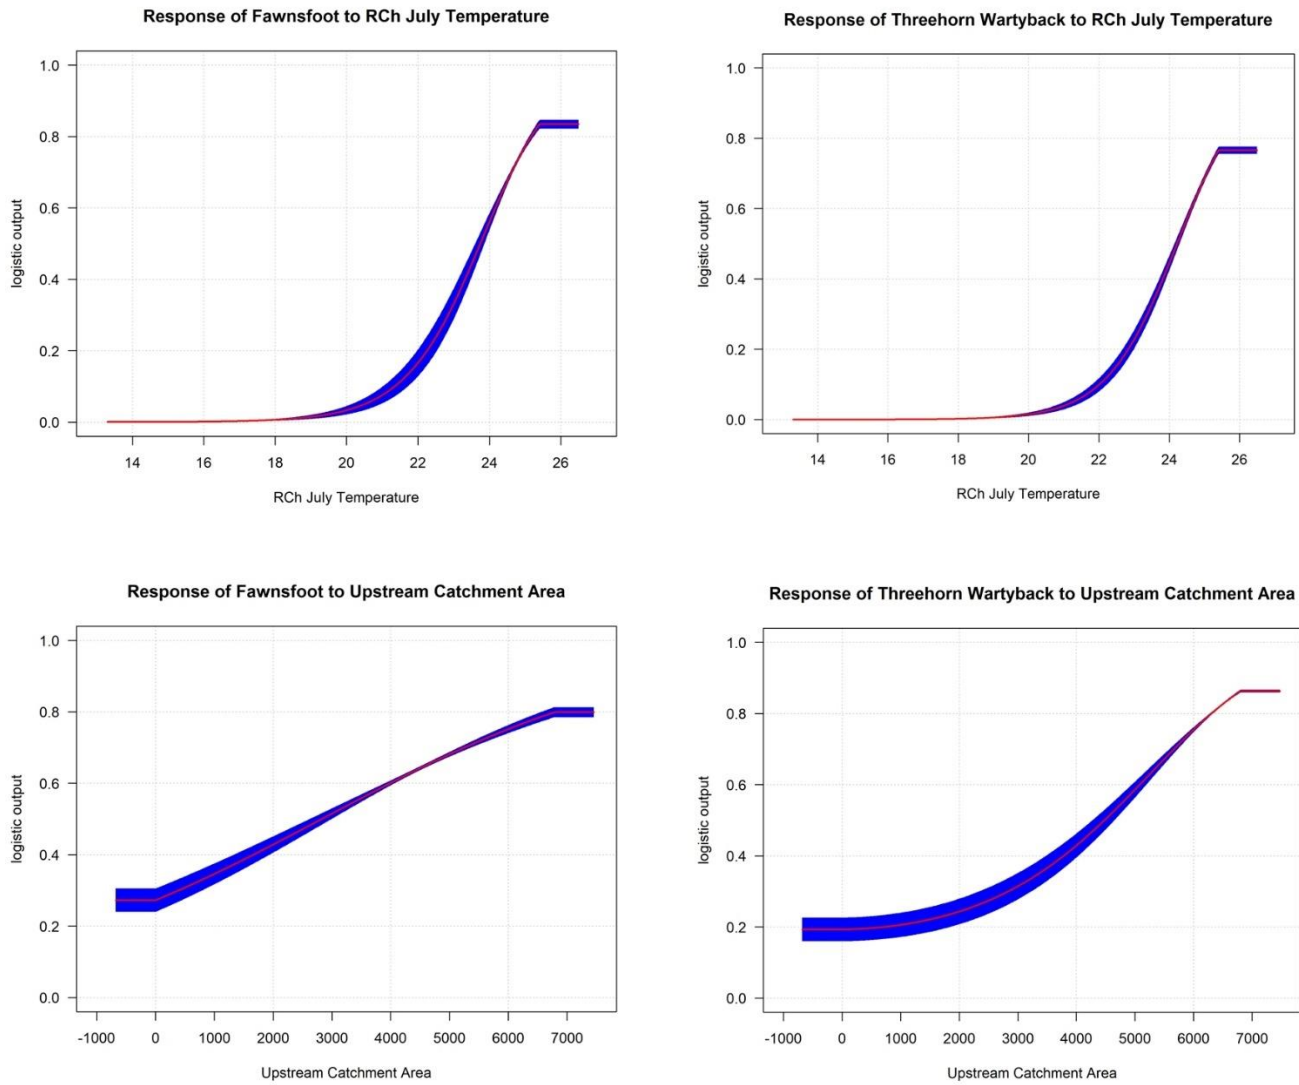 Response of Fawnsfoot to RCh July Temperature
1.0
0.8
0.6
0.4
0.2
0.0
logistic output
14 16 18 20 22 24 26
RCh July Temperature
Response of Threehorn Wartyback to RCh July Temperature
1.0
0.8
0.6
0.4
0.2
0.0
logistic output
14 16 18 20 22 24 26
RCh July Temperature
Response of Fawnsfoot to Upstream Catchment Area
1.0
0.8
0.6
0.4
0.2
0.0
logistic output
-1000 0 1000 2000 3000 4000 5000 6000 7000
Upstream Catchment Area
Response of Threehorn Wartyback to Upstream Catchment Area
1.0
0.8
0.6
0.4
0.2
0.0
logistic output
-1000 0 1000 2000 3000 4000 5000 6000 7000
Upstream Catchment Area